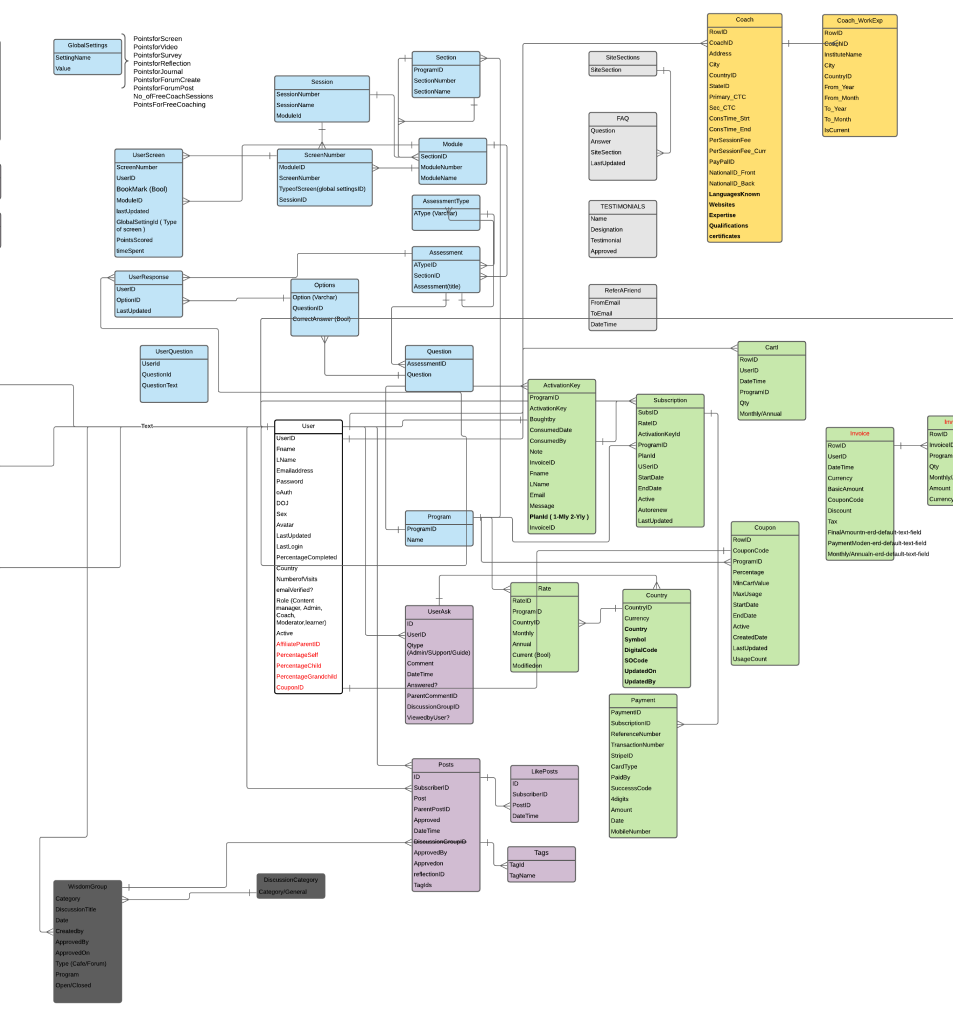 GlobalSettings
SettingName
Value
PointsforScreen
PointsforVideo
PointsforSurvey
PointsforReflection
PointsforJournal
PointsforForumCreate
PointsforForumPost
No_ofFreeCoachSessions
PointsForFreeCoaching
Session
SessionNumber
SessionName
ModuleId
Section
ProgramID
SectionNumber
SectionName
SiteSections
SiteSection
Coach
RowID
CoachID
Address
City
CountryID
StateID
Primary_CTC
Sec_CTC
ConsTime_Strt
ConsTime_End
PerSessionFee
PerSessionFee_Curr
PayPalID
NationalID_Front
NationalID_Back
LanguagesKnown
Websites
Expertise
Qualifications
certificates
Coach_WorkExp
RowID
CoachID
InstituteName
City
CountryID
From_Year
From_Month
To_Year
To_Month
IsCurrent
UserScreen
ScreenNumber
UserID
BookMark (Bool)
ModuleID
lastUpdated
GlobalSettingId ( Type
of screen )
PointsScored
timeSpent
ScreenNumber
ModuleID
ScreenNumber
TypeofScreen(global settingsID)
SessionID
Module
SectionID
ModuleNumber
ModuleName
FAQ
Question
Answer
SiteSection
LastUpdated
AssessmentType
AType (Varchar)
TESTIMONIALS
Name
Designation
Testimonial
Approved
Assessment
ATypeID
SectionID
Assessment(title)
UserResponse
UserID
OptionID
LastUpdated
Options
Option (Varchar)
QuestionID
CorrectAnswer (Bool)
ReferAFriend
FromEmail
ToEmail
DateTime
UserQuestion
UserId
QuestionId
QuestionText
Question
AssessmentID
Question
Cart!
RowID
UserID
DateTime
ProgramID
Qty
Monthly/Annual
ActivationKey
ProgramID
ActivationKey
Boughtby
ConsumedDate
ConsumedBy
Note
InvoiceID
Fname
LName
Email
Message
PlanId ( 1-Mly 2-Yly )
InvoiceID
Subscription
SubsID
RateID
ActivationKeyId
ProgramID
PlanId
USerID
StartDate
EndDate
Active
Autorenew
LastUpdated
Invoice
RowID
UserID
DateTime
Currency
BasicAmount
CouponCode
Discount
Tax
FinalAmountn-erd-default-text-field
PaymentModen-erd-default-text-field
Monthly/Annualn-erd-default-text-field
Inv
RowID
InvoiceID
Program
Qty
Monthly/
Amount
Currency
Text
User
UserID
Fname
LName
Emailaddress
Password
oAuth
DOJ
Sex
Avatar
LastUpdated
LastLogin
PercentageCompleted
Country
NumberofVisits
emailVerified?
Role (Content
manager, Admin,
Coach,
Moderator,learner)
Active
AffiliateParentID
PercentageSelf
PercentageChild
PercentageGrandchild
CouponID
Program
ProgramID
Name
Coupon
RowID
CouponCode
ProgramID
Percentage
MinCartValue
MaxUsage
StartDate
EndDate
Active
CreatedDate
LastUpdated
UsageCount
UserAsk
ID
UserID
Qtype
(Admin/SUpport/Guide)
Comment
DateTime
Answered?
ParentCommentID
DiscussionGroupID
ViewedbyUser?
Rate
RateID
ProgramID
CountryID
Monthly
Annual
Current (Bool)
Modifiedon
Country
CountryID
Currency
Country
Symbol
DigitalCode
SOCode
UpdatedOn
UpdatedBy
Payment
PaymentID
SubscriptionID
ReferenceNumber
TransactionNumber
StripeID
CardType
PaidBy
SuccesssCode
4digits
Amount
Date
MobileNumber
Posts
ID
SubscriberID
Post
ParentPostID
Approved
DateTime
DiscussionGroupID
ApprovedBy
Apprvedon
reflectionID
TagIds
LikePosts
ID
SubscriberID
PostID
DateTime
Tags
TagId
TagName
WisdomGroup
Category
DiscussionTitle
Date
CreatedBy
ApprovedBy
ApprovedOn
Type (Cafe/Forum)
Program
Open/Closed
DiscussionCategory
Category/General